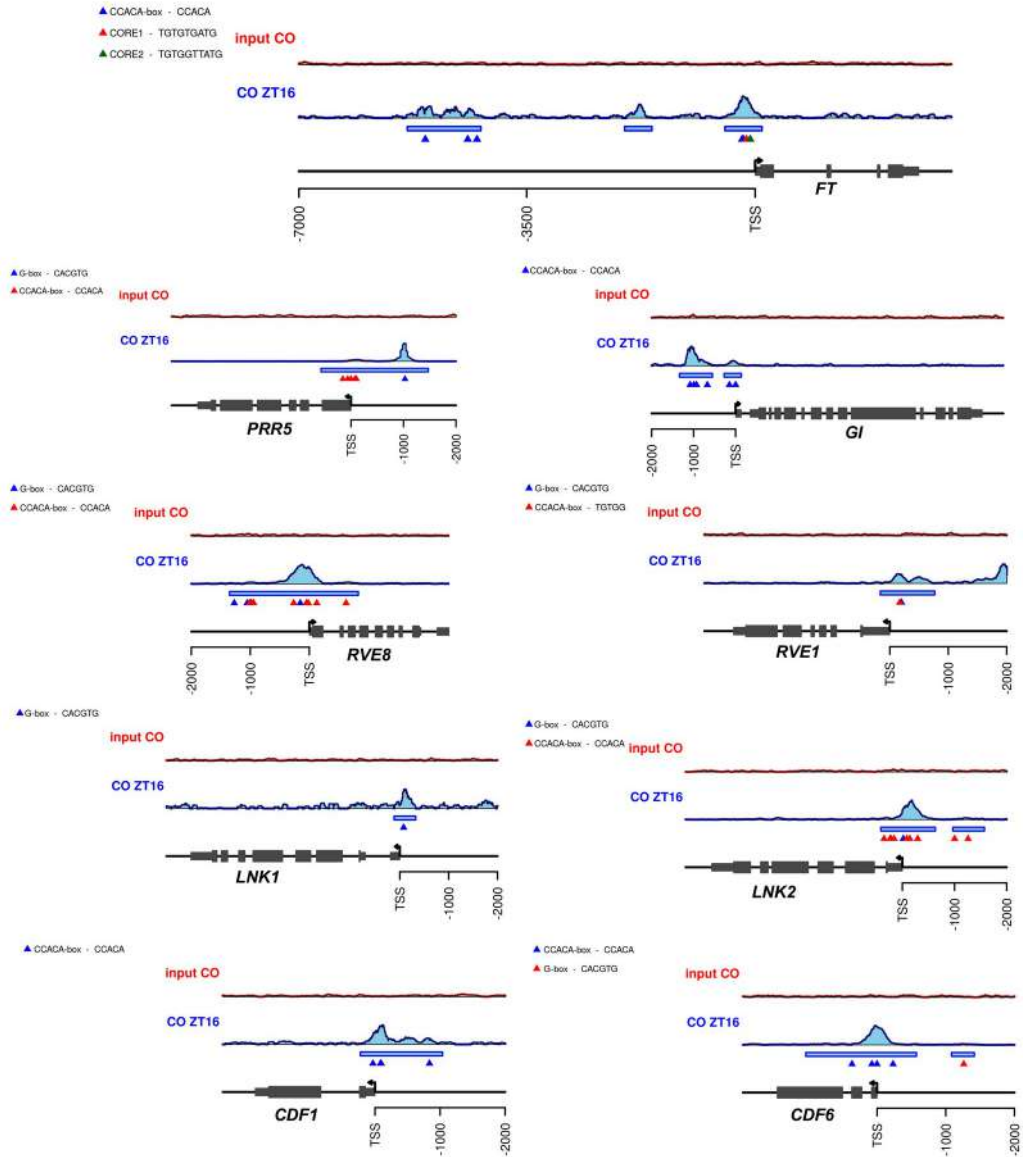 CCACA-box - CCACA
CORE1 - TGTGTGATG
CORE2 - TGTGGTTATG
input CO
CO ZT16
FT
-7000
-3500
TSS
G-box - CACGTG
CCACA-box - CCACA
input CO
CO ZT16
PRR5
TSS
-1000
-2000
CCACA-box - CCACA
input CO
CO ZT16
GI
-2000
-1000
TSS
G-box - CACGTG
CCACA-box - CCACA
input CO
CO ZT16
RVE8
-2000
-1000
TSS
G-box - CACGTG
CCACA-box - TGTGG
input CO
CO ZT16
RVE1
TSS
-1000
-2000
G-box - CACGTG
input CO
CO ZT16
LNK1
TSS
-1000
-2000
G-box - CACGTG
CCACA-box - CCACA
input CO
CO ZT16
LNK2
TSS
-1000
-2000
CCACA-box - CCACA
input CO
CO ZT16
CDF1
TSS
-1000
-2000
CCACA-box - CCACA
G-box - CACGTG
input CO
CO ZT16
CDF6
TSS
-1000
-2000